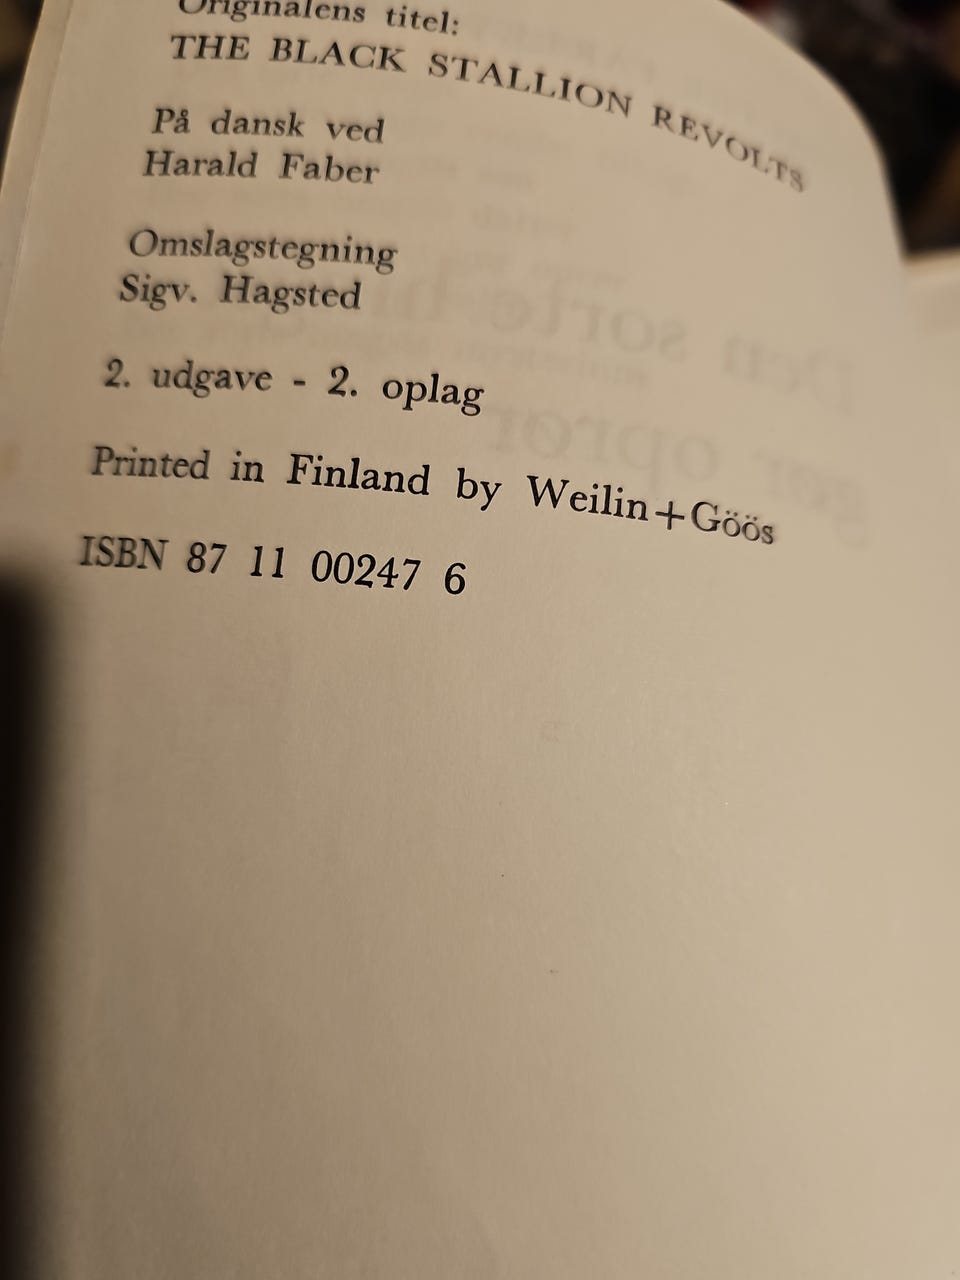 Originalens titel:
THE BLACK STALLION REVOLTS
På dansk ved
Harald Faber
Omslagstegning
Sigv. Hagsted
2. udgave - 2. oplag
Printed in Finland by Weilin+Göös
ISBN 87 11 00247 6